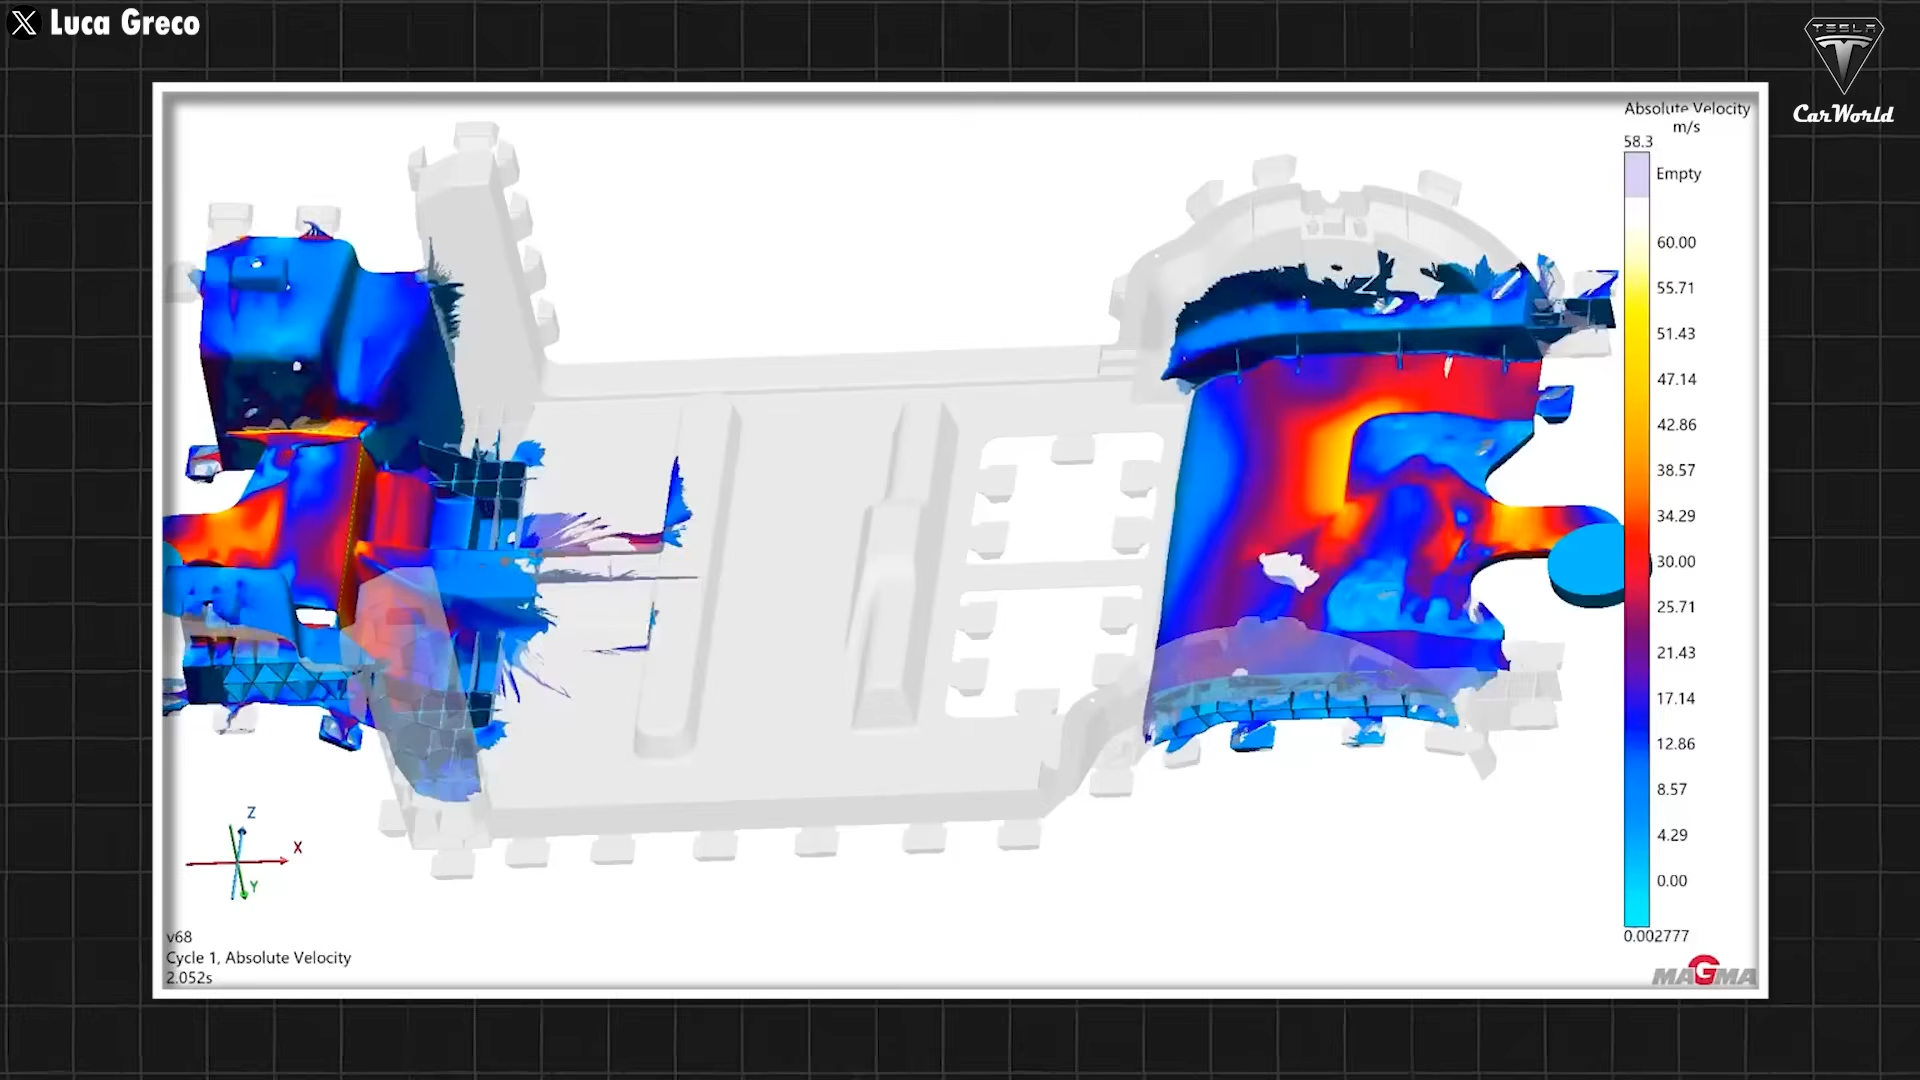 X Luca Greco
TESLA
CarWorld
Absolute Velocity
m/s
58.3
Empty
60.00
55.71
51.43
47.14
42.86
38.57
34.29
30.00
25.71
21.43
17.14
12.86
8.57
4.29
0.00
0.002777
Z
X
Y
v68
Cycle 1, Absolute Velocity
2.052s
MAGMA